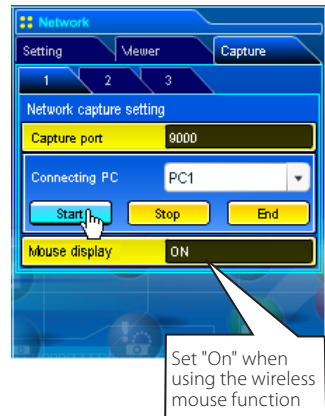 Network
Setting Viewer Capture
1 2 3
Network capture setting
Capture port 9000
Connecting PC PC1
Start Stop End
Mouse display ON
Set "On" when
using the wireless
mouse function